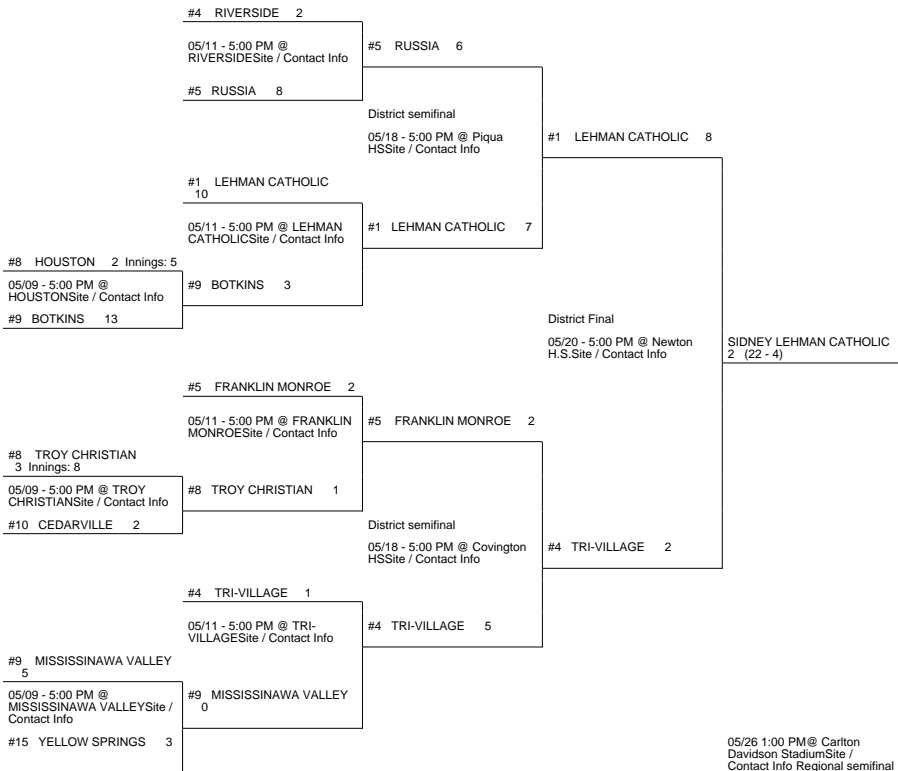 #4 RIVERSIDE 2
05/11 - 5:00 PM @
RIVERSIDESite / Contact Info
#5 RUSSIA 8
#5 RUSSIA 6
District semifinal
05/18 - 5:00 PM @ Piqua
HSSite / Contact Info
#1 LEHMAN CATHOLIC 8
#1 LEHMAN CATHOLIC
10
05/11 - 5:00 PM @ LEHMAN
CATHOLICSite / Contact Info
#1 LEHMAN CATHOLIC 7
#8 HOUSTON 2 Innings: 5
05/09 - 5:00 PM @
HOUSTONSite / Contact Info
#9 BOTKINS 13
#9 BOTKINS 3
District Final
05/20 - 5:00 PM @ Newton
H.S.Site / Contact Info
SIDNEY LEHMAN CATHOLIC
2 (22 - 4)
#5 FRANKLIN MONROE 2
05/11 - 5:00 PM @ FRANKLIN
MONROESite / Contact Info
#5 FRANKLIN MONROE 2
#8 TROY CHRISTIAN
3 Innings: 8
05/09 - 5:00 PM @ TROY
CHRISTIANSite / Contact Info
#10 CEDARVILLE 2
#8 TROY CHRISTIAN 1
District semifinal
05/18 - 5:00 PM @ Covington
HSSite / Contact Info
#4 TRI-VILLAGE 2
#4 TRI-VILLAGE 1
05/11 - 5:00 PM @ TRI-
VILLAGESite / Contact Info
#4 TRI-VILLAGE 5
#9 MISSISSINAWA VALLEY
5
05/09 - 5:00 PM @
MISSISSINAWA VALLEYSite /
Contact Info
#15 YELLOW SPRINGS 3
#9 MISSISSINAWA VALLEY
0
05/26 1:00 PM@ Carlton
Davidson StadiumSite /
Contact Info Regional semifinal